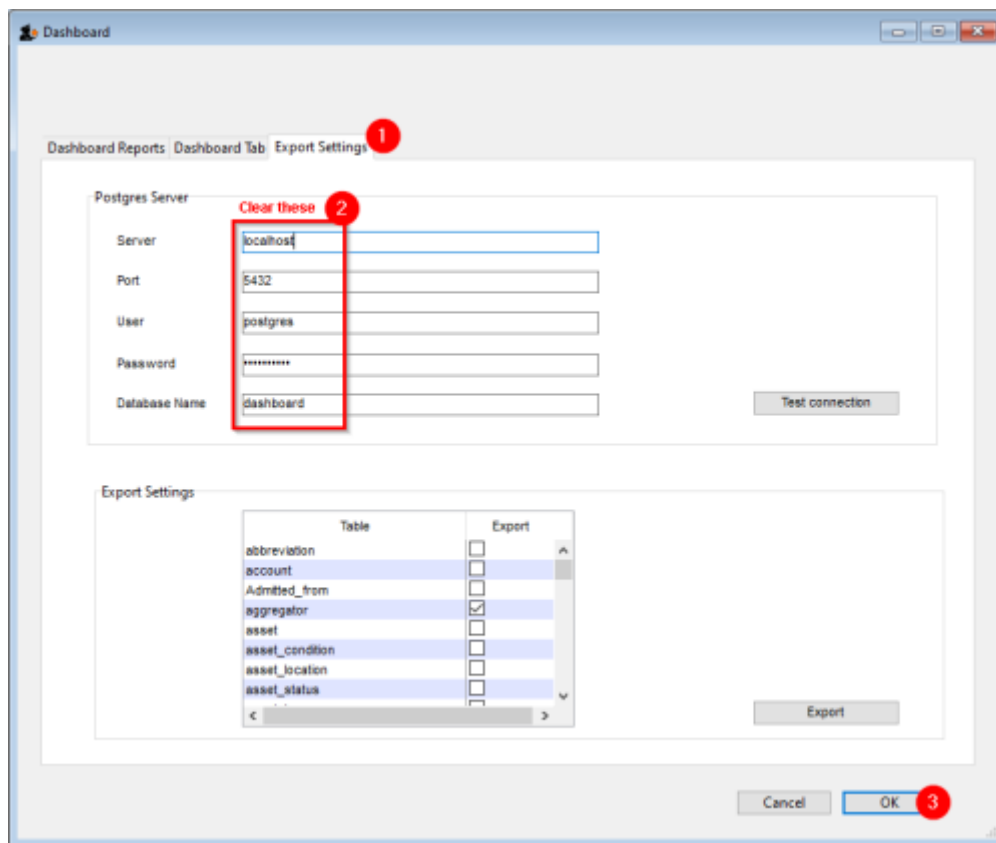 Dashboard
Dashboard Reports Dashboard Tab Export Settings 1
Postgres Server
Clear these 2
Server localhost
Port 5432
User postgres
Password ••••••••••
Database Name dashboard Test connection
Export Settings
Table Export
abbreviation
account
Admitted_from
aggregator
asset
asset_condition
asset_location
asset_status
Export
Cancel OK 3